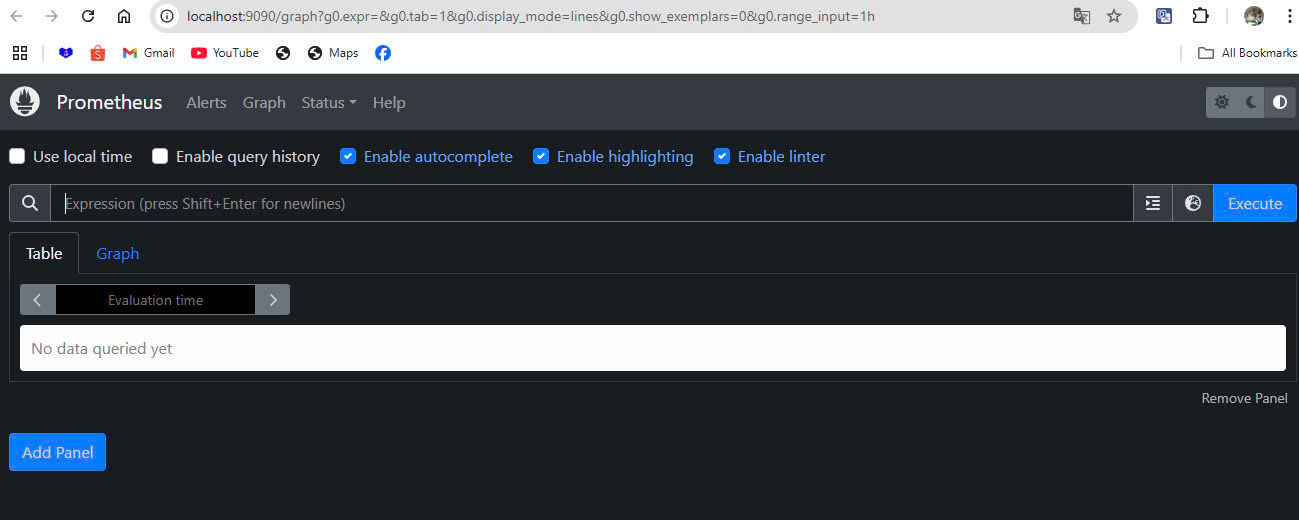 localhost:9090/graph?g0.expr=&g0.tab=1&g0.display_mode=lines&g0.show_exemplars=0&g0.range_input=1h
Gmail YouTube Maps All Bookmarks
Prometheus Alerts Graph Status Help
Use local time Enable query history Enable autocomplete Enable highlighting Enable linter
Expression (press Shift+Enter for newlines) Execute
Table Graph
Evaluation time
No data queried yet
Remove Panel
Add Panel